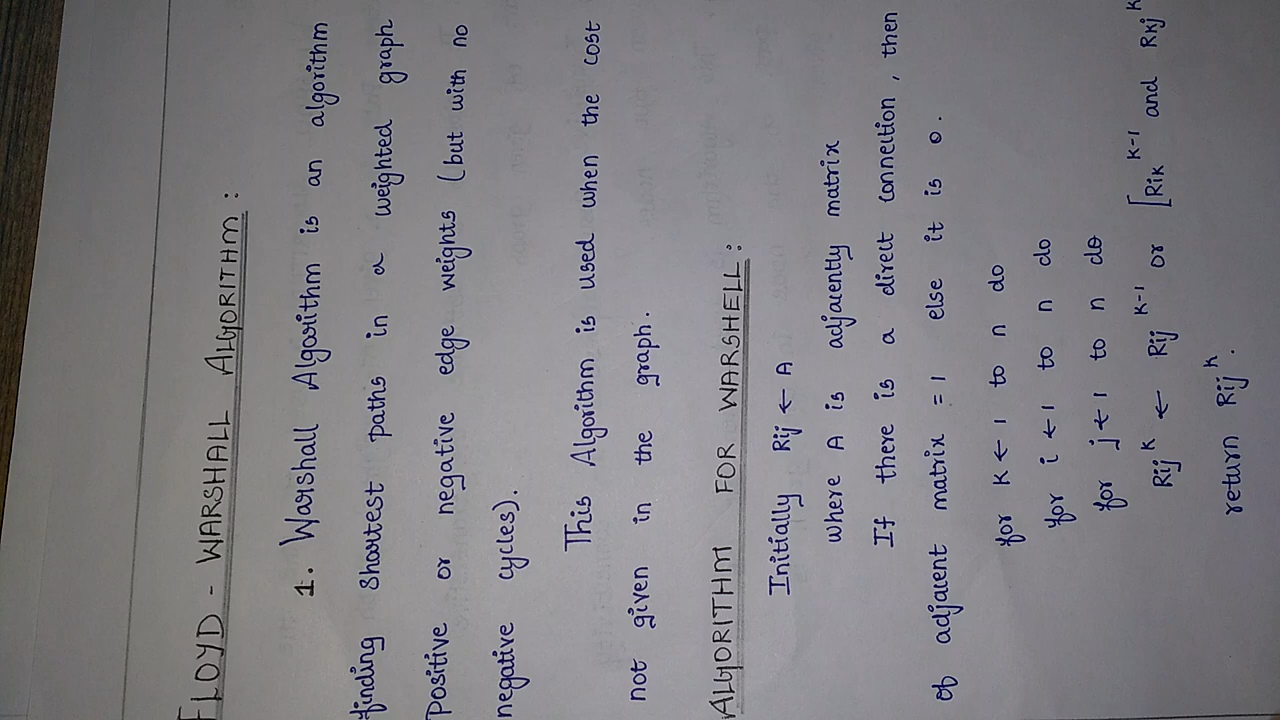 FLOYD - WARSHALL ALGORITHM :
1. Warshall Algorithm is an algorithm
finding Shortest paths in a weighted graph
Positive or negative edge weights (but with no
negative cycles).
This Algorithm is used when the cost
not given in the graph.
ALGORITHM FOR WARSHELL :
Initially Rij ← A
where A is adjacently matrix
If there is a direct connection, then
of adjacent matrix = 1 else it is 0.
for K ← 1 to n do
for i ← 1 to n do
for j ← 1 to n do
Rij^K ← Rij^K-1 or [Rik^K-1 and RKj^K
return Rij^K.